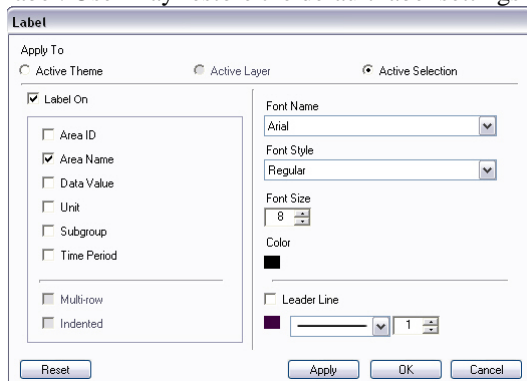 Label
Apply To
Active Theme Active Layer Active Selection
Label On
Area ID
Area Name
Data Value
Unit
Subgroup
Time Period
Multi-row
Indented
Font Name
Arial
Font Style
Regular
Font Size
8
Color
Leader Line
1
Reset Apply OK Cancel